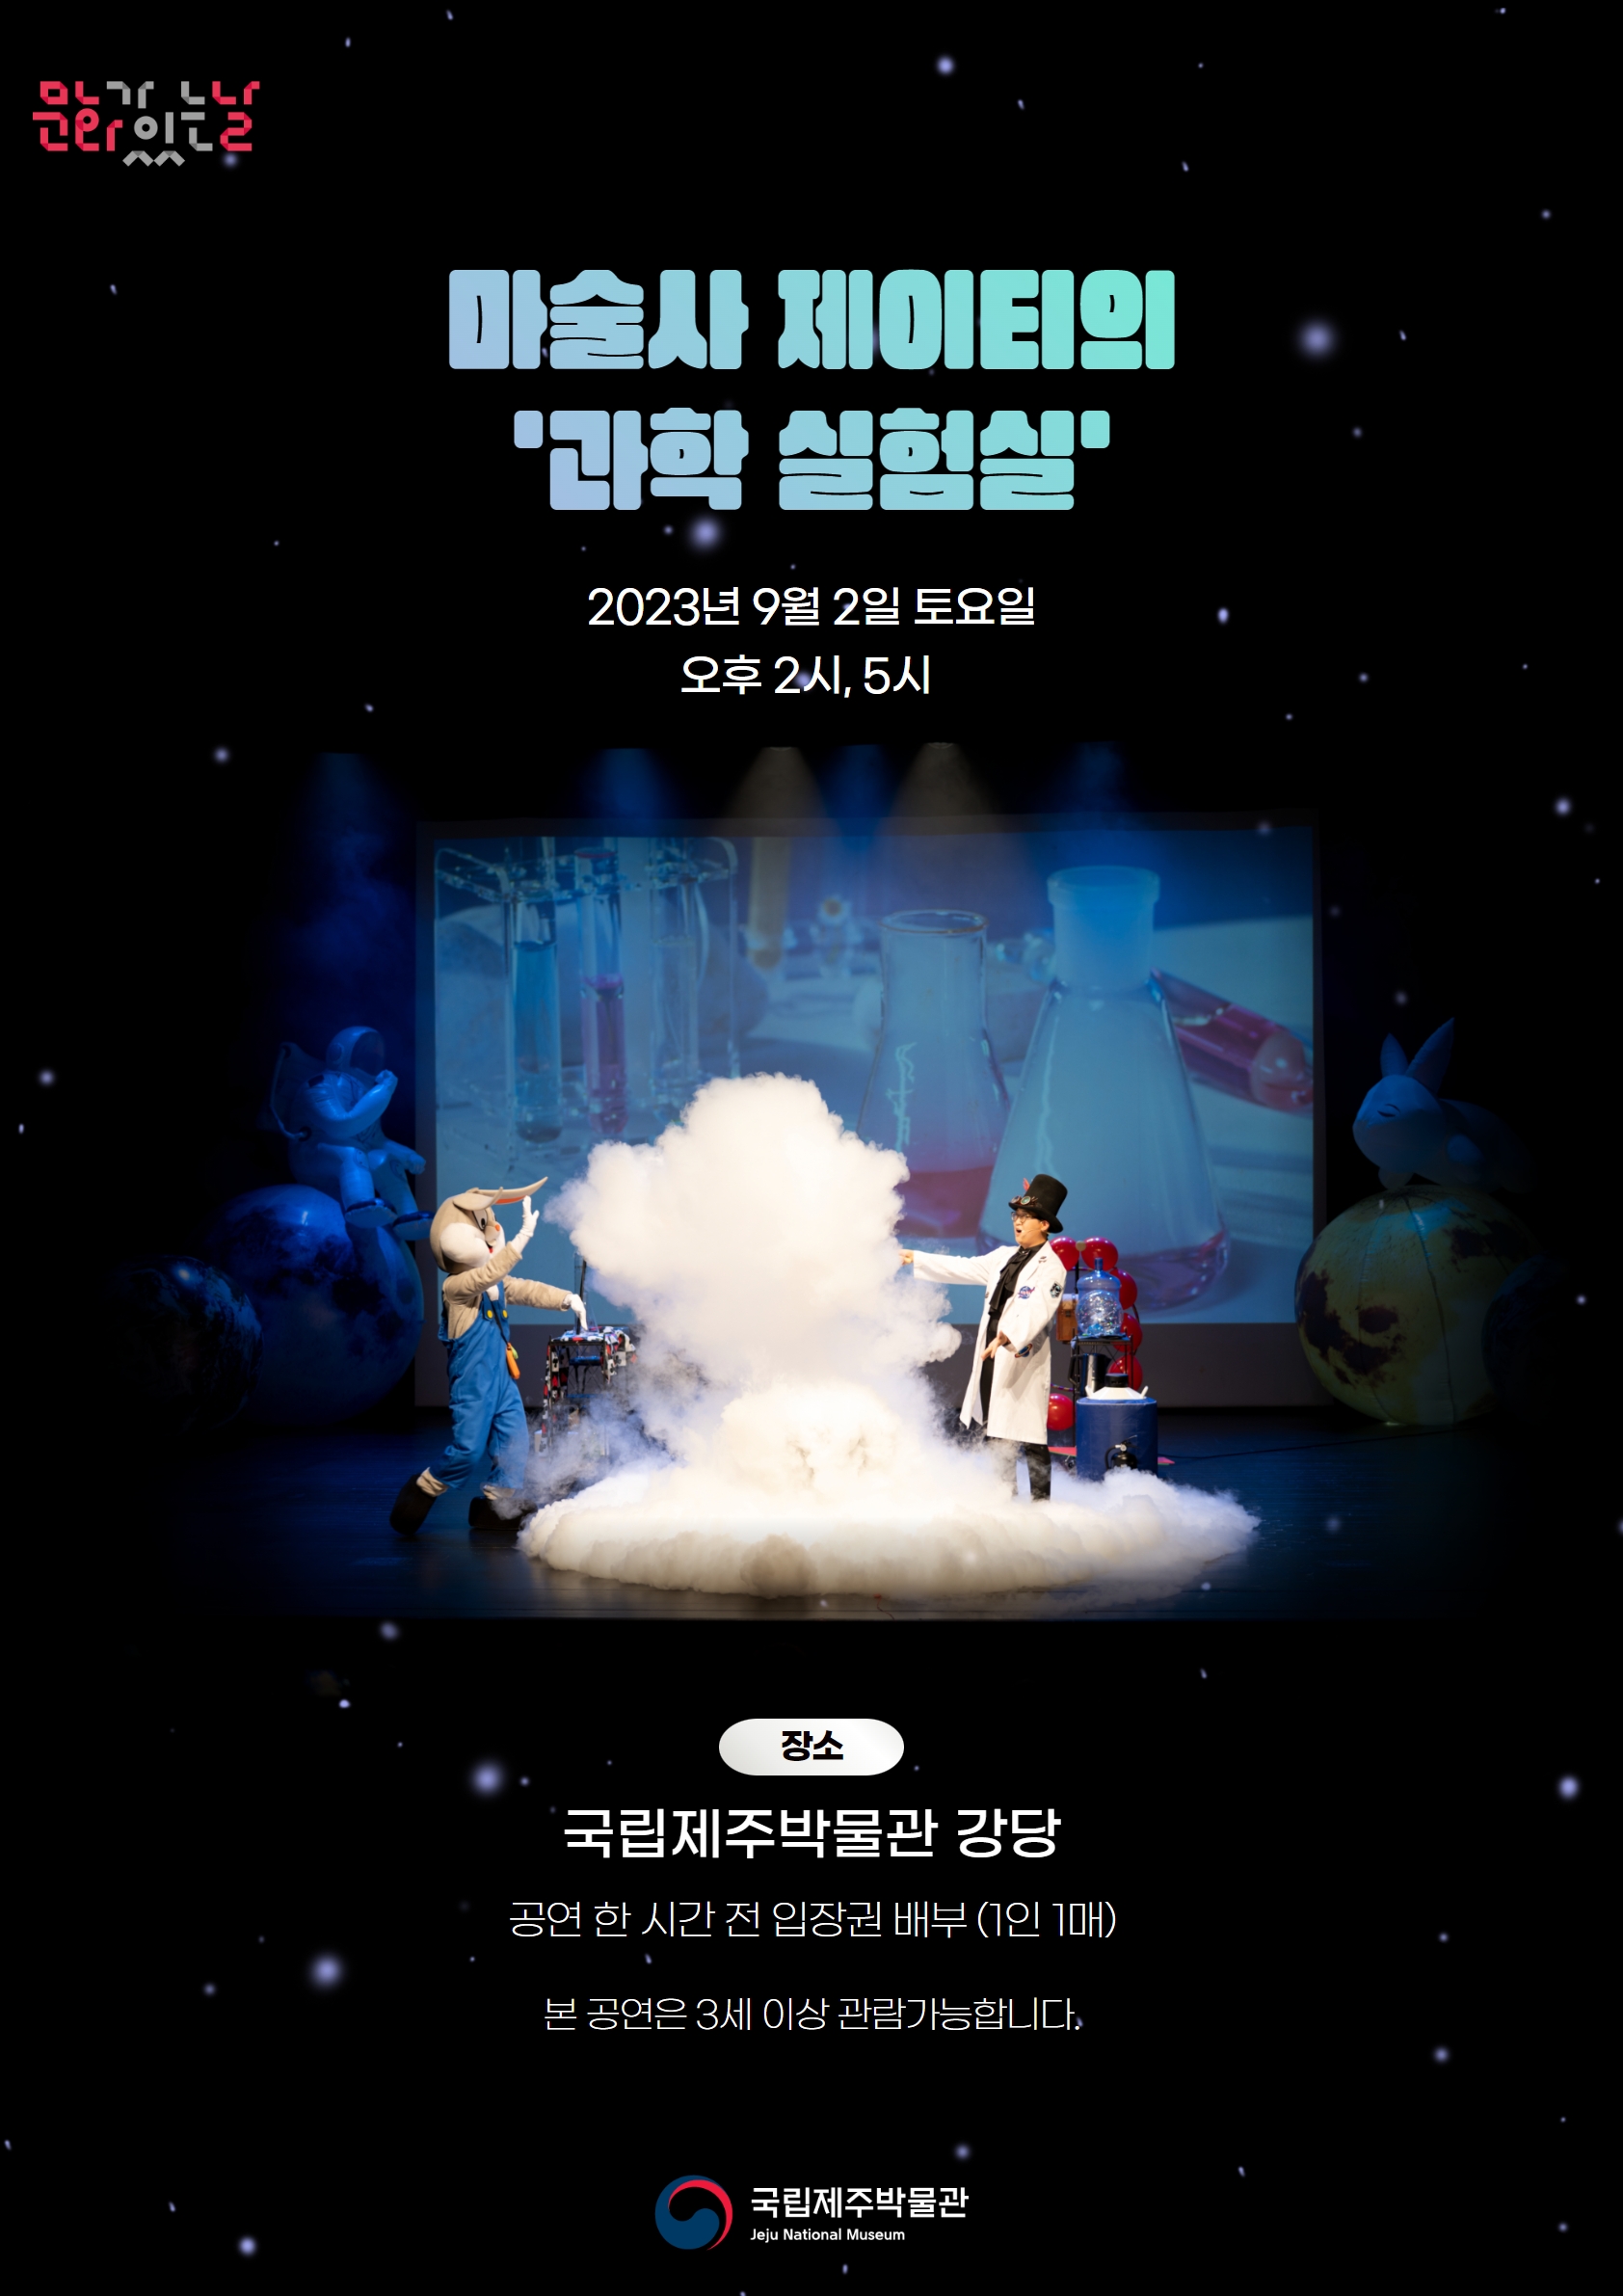 문화가 있는 날
마술사 제이티의
'과학 실험실'
2023년 9월 2일 토요일
오후 2시, 5시
장소
국립제주박물관 강당
공연 한 시간 전 입장권 배부 (1인 1매)
본 공연은 3세 이상 관람가능합니다.
국립제주박물관
Jeju National Museum